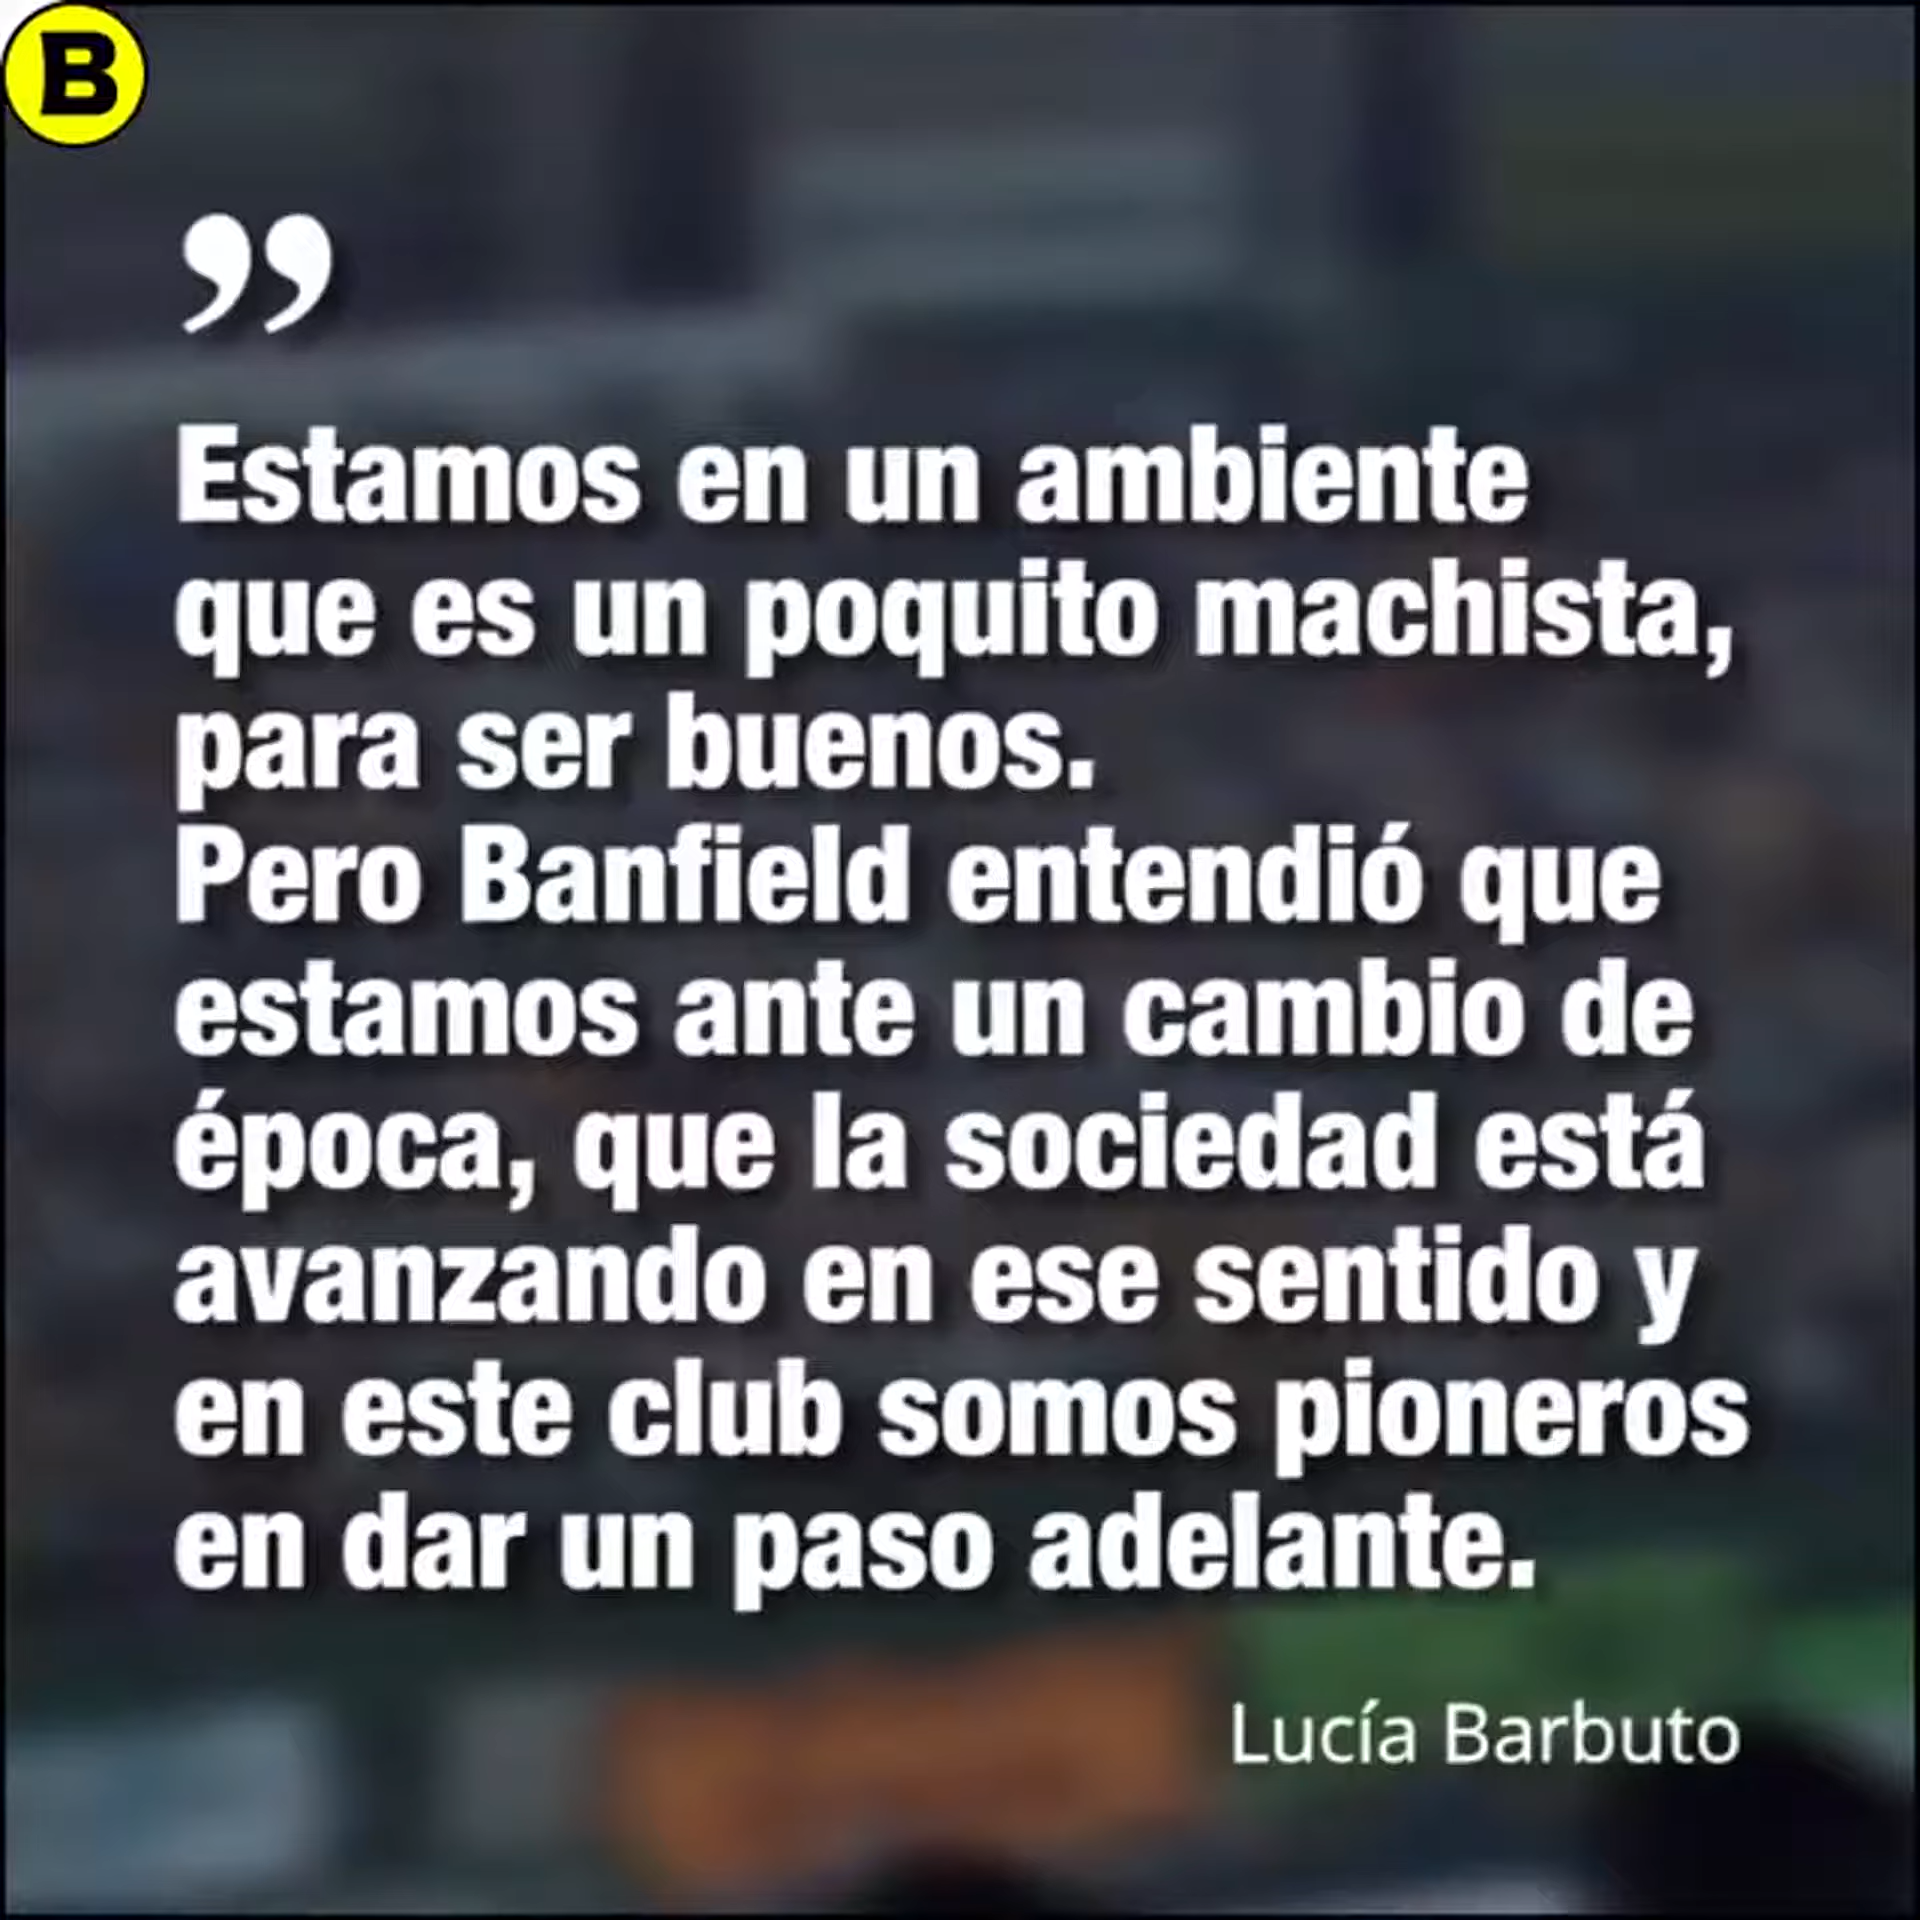 B
”
Estamos en un ambiente
que es un poquito machista,
para ser buenos.
Pero Banfield entendió que
estamos ante un cambio de
época, que la sociedad está
avanzando en ese sentido y
en este club somos pioneros
en dar un paso adelante.
Lucía Barbuto